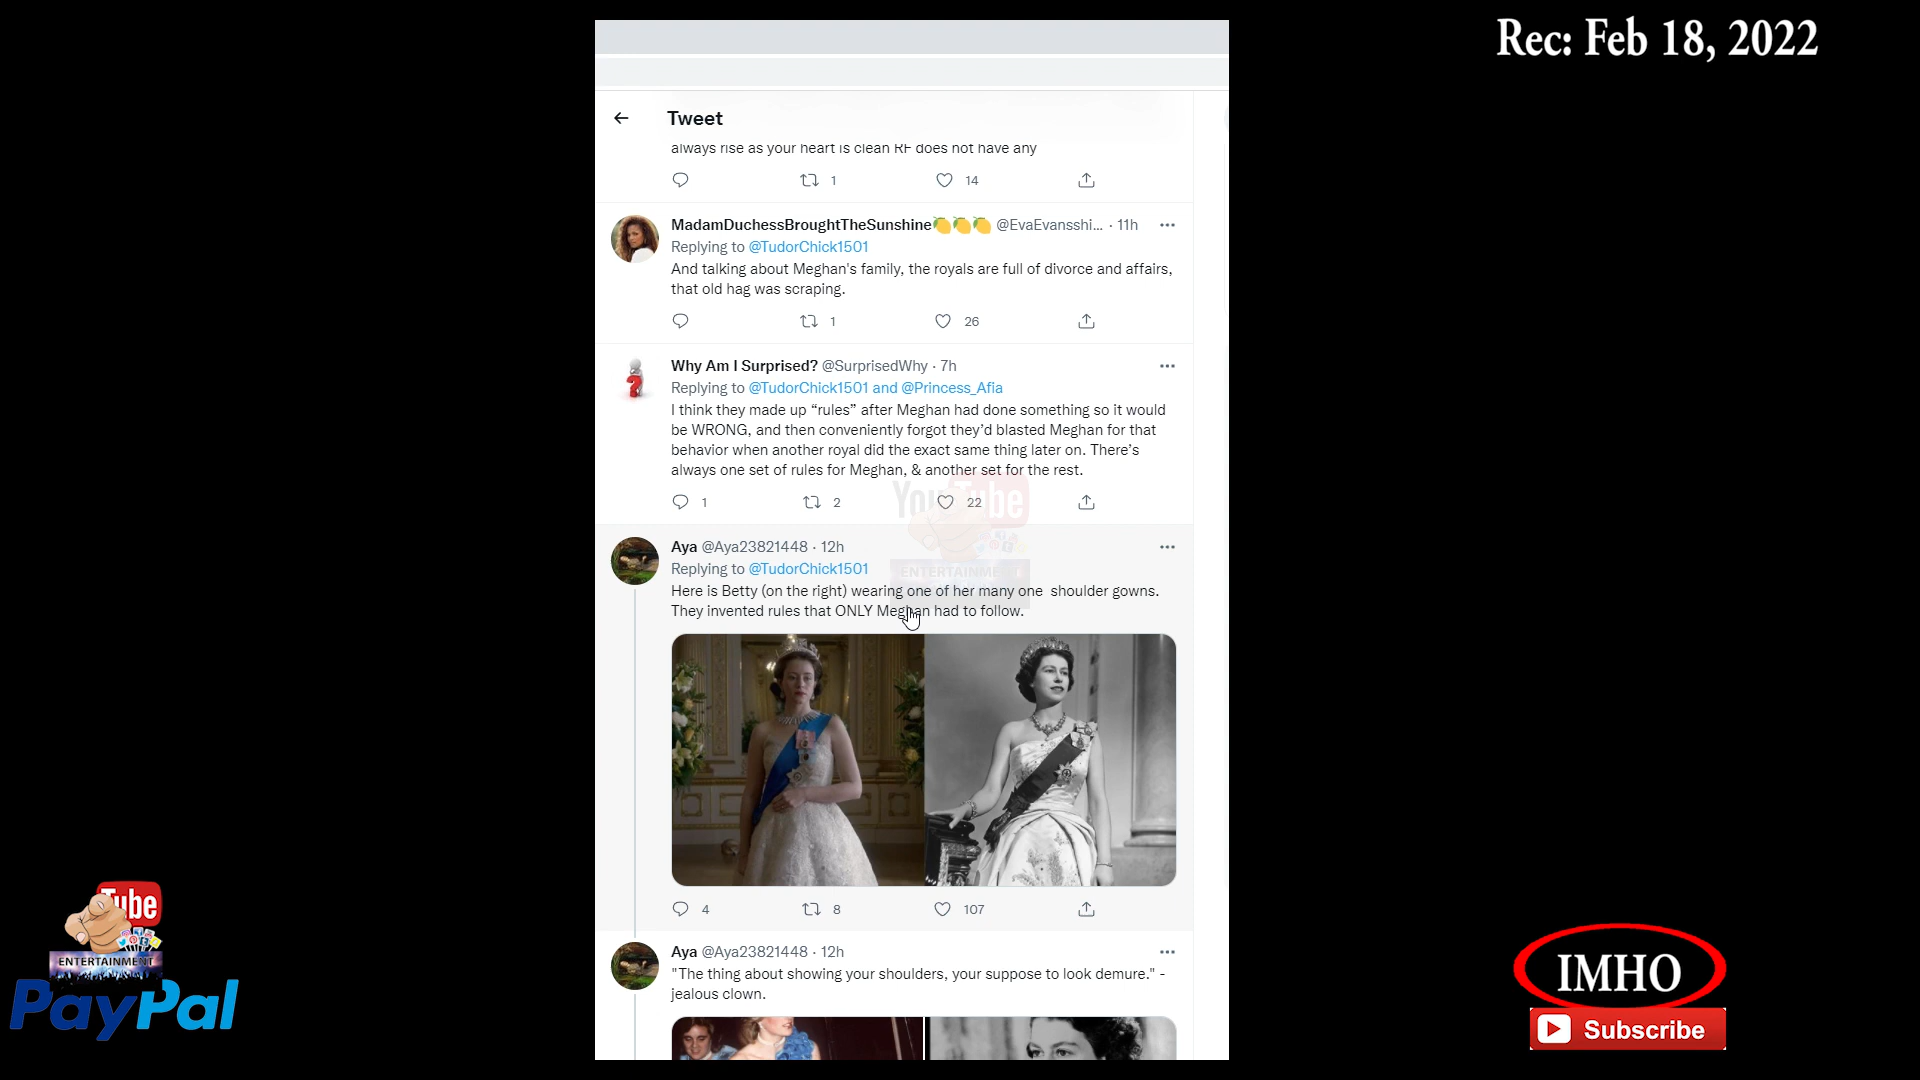 Rec: Feb 18, 2022
Tweet
always rise as your heart is clean RF does not have any
1 14
MadamDuchessBroughtTheSunshine🍋🍋🍋 @EvaEvansshi... · 11h
Replying to @TudorChick1501
And talking about Meghan's family, the royals are full of divorce and affairs,
that old hag was scraping.
1 26
Why Am I Surprised? @SurprisedWhy · 7h
Replying to @TudorChick1501 and @Princess_Afia
I think they made up “rules” after Meghan had done something so it would
be WRONG, and then conveniently forgot they’d blasted Meghan for that
behavior when another royal did the exact same thing later on. There’s
always one set of rules for Meghan, & another set for the rest.
1 2 22
YouTube
ENTERTAINMENT
Aya @Aya23821448 · 12h
Replying to @TudorChick1501
Here is Betty (on the right) wearing one of her many one  shoulder gowns.
They invented rules that ONLY Meghan had to follow.
4 8 107
Aya @Aya23821448 · 12h
"The thing about showing your shoulders, your suppose to look demure." -
jealous clown.
Tube
ENTERTAINMENT
PayPal
IMHO
Subscribe